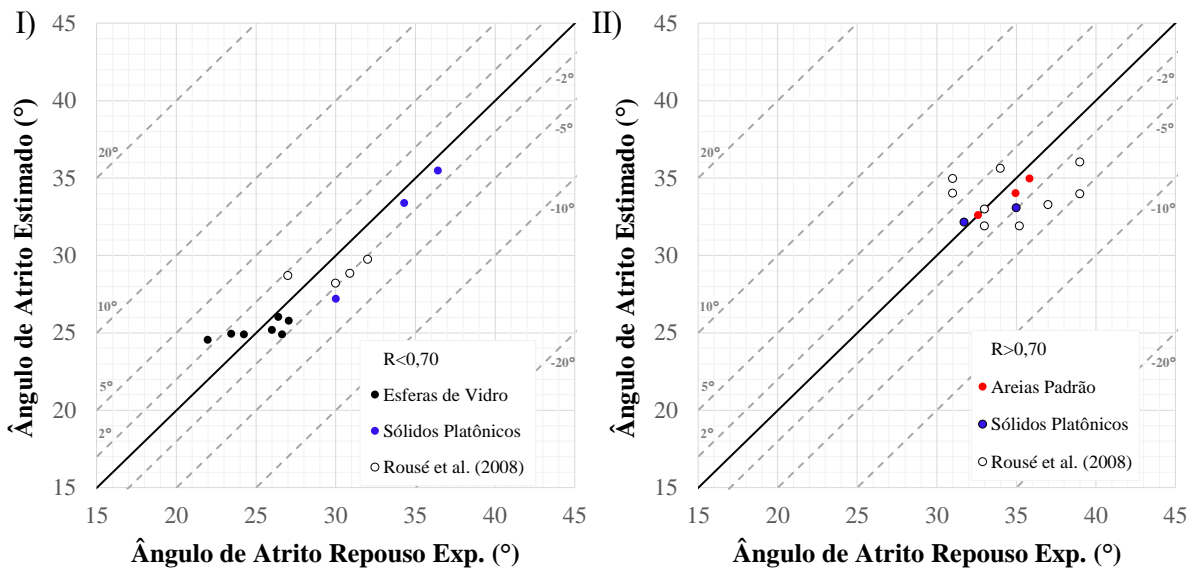 I)
Ângulo de Atrito Estimado (°)
45
40
35
30
25
20
15
20°
10°
5°
2°
-2°
-5°
-10°
-20°
R<0,70
Esferas de Vidro
Sólidos Platônicos
Rousé et al. (2008)
15 20 25 30 35 40 45
Ângulo de Atrito Repouso Exp. (°)
II)
Ângulo de Atrito Estimado (°)
45
40
35
30
25
20
15
20°
10°
5°
2°
-2°
-5°
-10°
-20°
R>0,70
Areias Padrão
Sólidos Platônicos
Rousé et al. (2008)
15 20 25 30 35 40 45
Ângulo de Atrito Repouso Exp. (°)